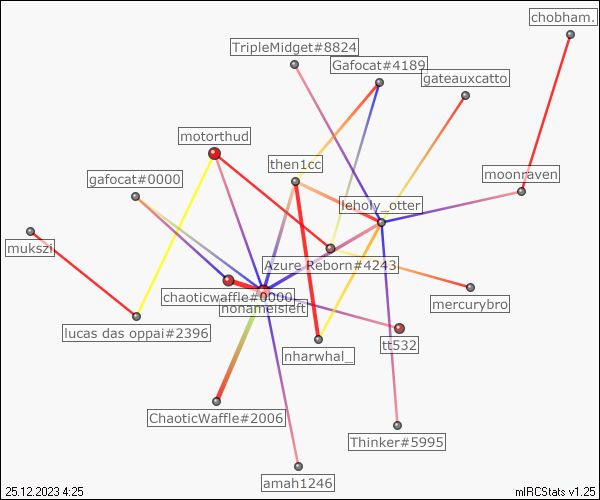 chobham.
TripleMidget#8824
Gafocat#4189
gateauxcatto
motorthud
then1cc
gafocat#0000
moonraven
leholy_otter
mukszi
Azure Reborn#4243
chaoticwaffle#0000
nonameisleft
mercurybro
lucas das oppai#2396
tt532
nharwhal_
ChaoticWaffle#2006
Thinker#5995
amah1246
25.12.2023 4:25
mIRCStats v1.25